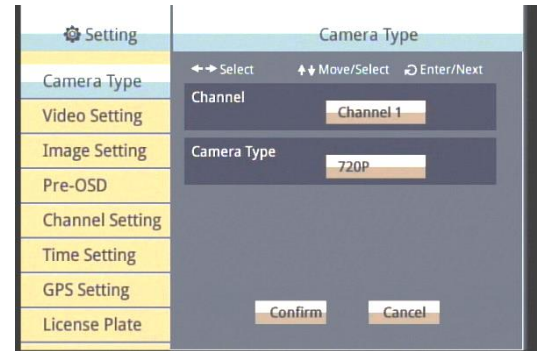 Setting
Camera Type
Camera Type
Video Setting
Image Setting
Pre-OSD
Channel Setting
Time Setting
GPS Setting
License Plate
Select Move/Select Enter/Next
Channel
Channel 1
Camera Type
720P
Confirm Cancel